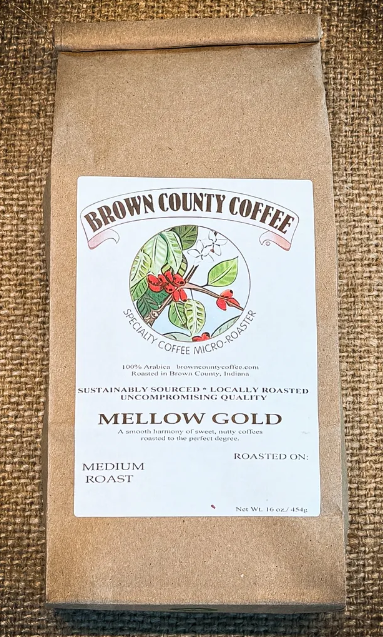 BROWN COUNTY COFFEE
SPECIALTY COFFEE MICRO-ROASTER
100% Arabica browncountycoffee.com
Roasted in Brown County, Indiana
SUSTAINABLY SOURCED * LOCALLY ROASTED
UNCOMPROMISING QUALITY
MELLOW GOLD
A smooth harmony of sweet, nutty coffees
roasted to the perfect degree.
ROASTED ON:
MEDIUM
ROAST
Net Wt. 16 oz./ 454g